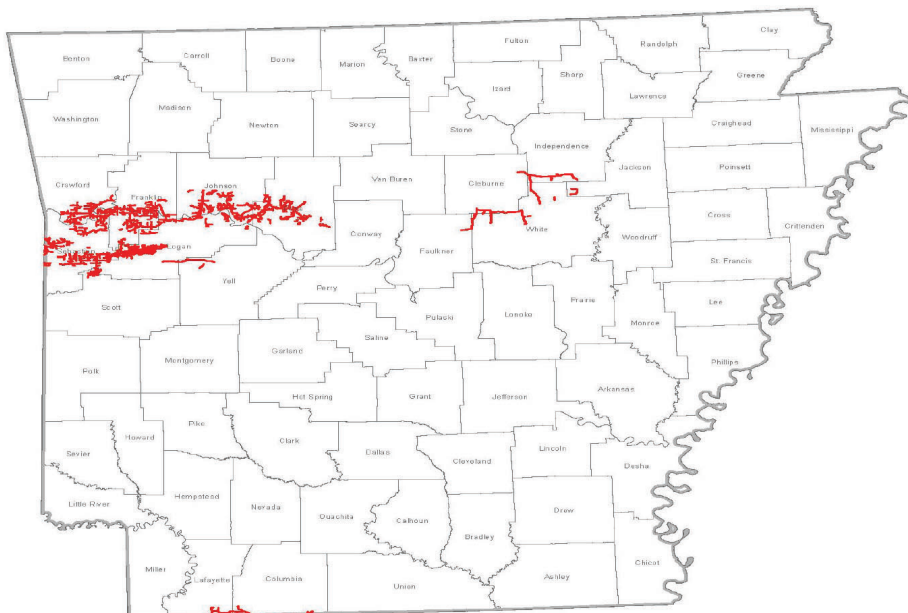 Benton
Carroll
Boone
Marion
Baxter
Fulton
Randolph
Clay
Izard
Sharp
Greene
Lawrence
Washington
Madison
Newton
Searcy
Stone
Craighead
Mississippi
Independence
Jackson
Poinsett
Crawford
Franklin
Johnson
Van Buren
Cleburne
Cross
Crittenden
Conway
White
Woodruff
Faulkner
Logan
St. Francis
Yell
Perry
Prairie
Lee
Scott
Pulaski
Lonoke
Monroe
Saline
Garland
Montgomery
Polk
Phillips
Arkansas
Hot Spring
Grant
Jefferson
Pike
Howard
Clark
Dallas
Sevier
Cleveland
Lincoln
Desha
Little River
Hempstead
Nevada
Ouachita
Calhoun
Drew
Bradley
Miller
Lafayette
Columbia
Union
Ashley
Chicot